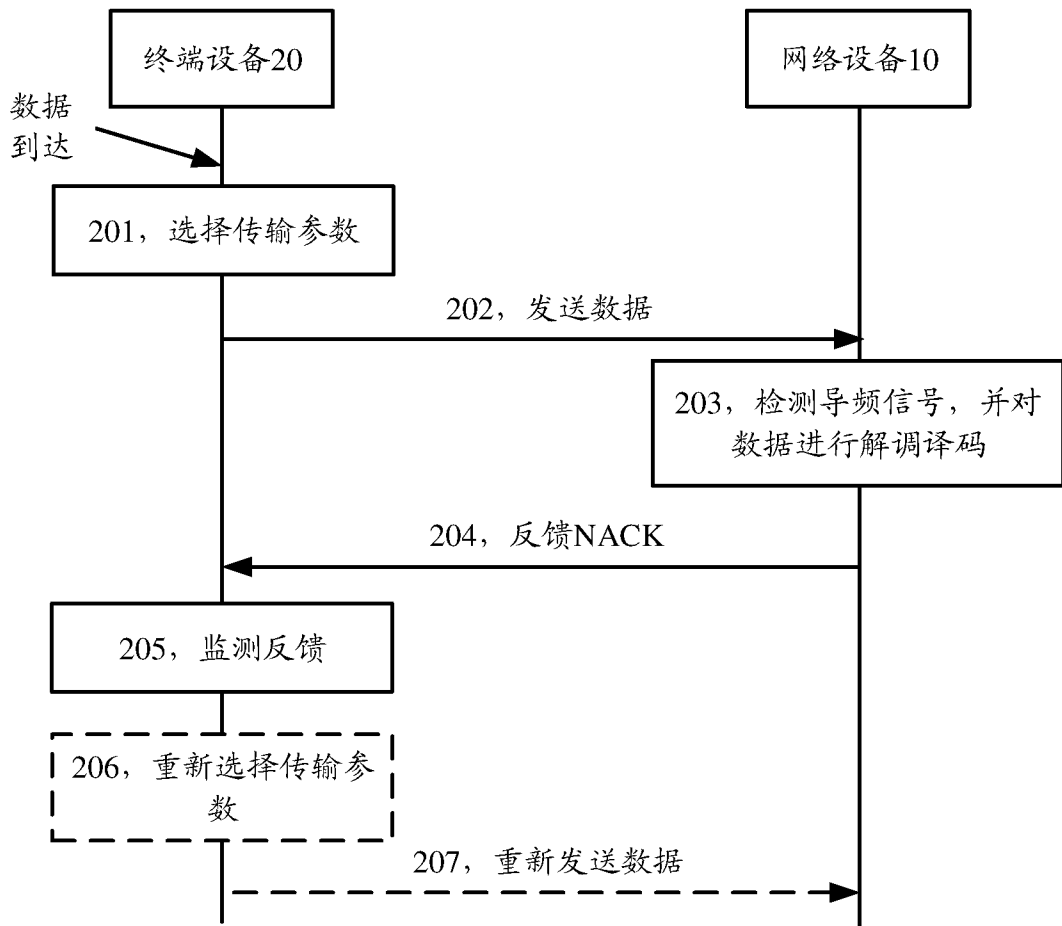 终端设备20
网络设备10
数据
到达
201，选择传输参数
202，发送数据
203，检测导频信号，并对
数据进行解调译码
204，反馈NACK
205，监测反馈
206，重新选择传输参
数
207，重新发送数据